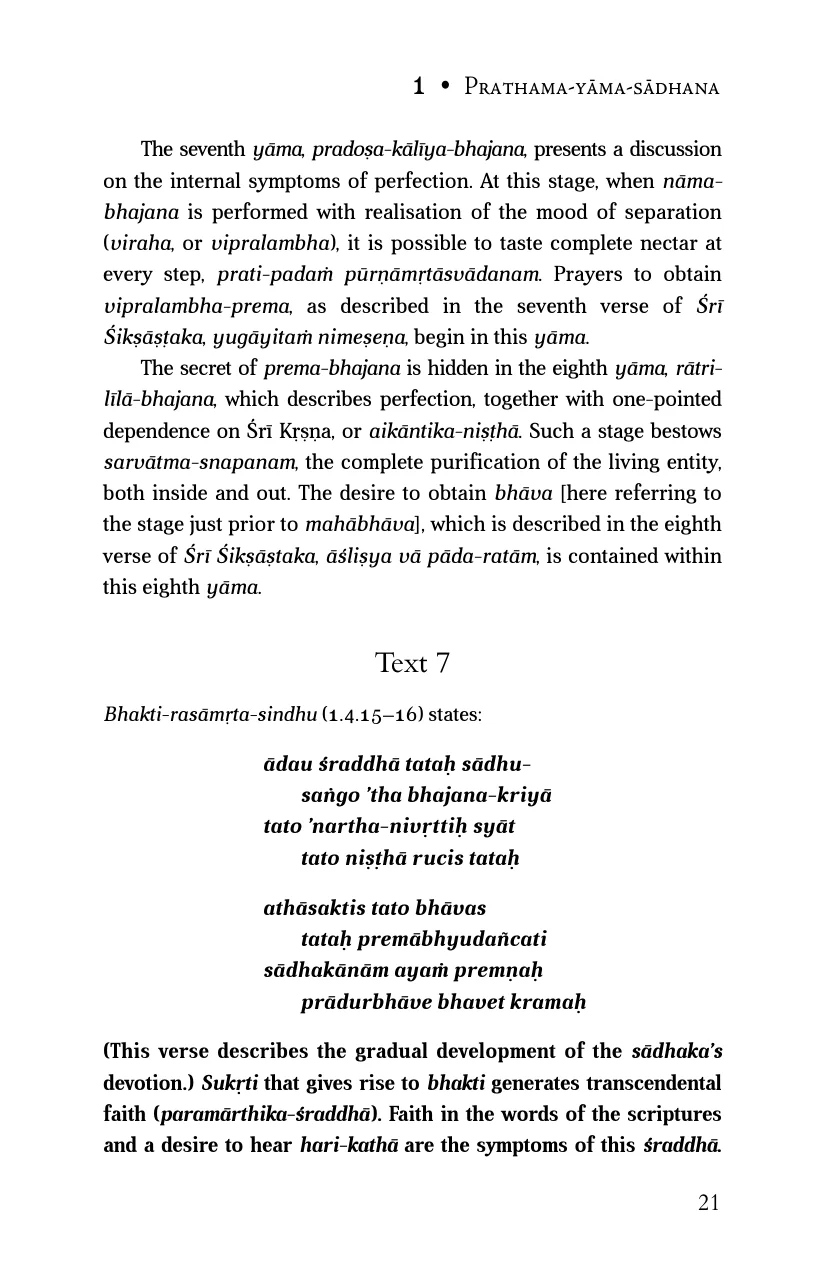 1 • Prathama-yāma-sādhana
The seventh yāma, pradoṣa-kālīya-bhajana, presents a discussion
on the internal symptoms of perfection. At this stage, when nāma-
bhajana is performed with realisation of the mood of separation
(viraha, or vipralambha), it is possible to taste complete nectar at
every step, prati-padaṁ pūrṇāmṛtāsvādanam. Prayers to obtain
vipralambha-prema, as described in the seventh verse of Śrī
Śikṣāṣṭaka, yugāyitaṁ nimeṣeṇa, begin in this yāma.
The secret of prema-bhajana is hidden in the eighth yāma, rātri-
līlā-bhajana, which describes perfection, together with one-pointed
dependence on Śrī Kṛṣṇa, or aikāntika-niṣṭhā. Such a stage bestows
sarvātma-snapanam, the complete purification of the living entity,
both inside and out. The desire to obtain bhāva [here referring to
the stage just prior to mahābhāva], which is described in the eighth
verse of Śrī Śikṣāṣṭaka, āśliṣya vā pāda-ratām, is contained within
this eighth yāma.
Text 7
Bhakti-rasāmṛta-sindhu (1.4.15–16) states:
ādau śraddhā tataḥ sādhu-
saṅgo ’tha bhajana-kriyā
tato ’nartha-nivṛttiḥ syāt
tato niṣṭhā rucis tataḥ
athāsaktis tato bhāvas
tataḥ premābhyudañcati
sādhakānām ayaṁ premṇaḥ
prādurbhāve bhavet kramaḥ
(This verse describes the gradual development of the sādhaka’s
devotion.) Sukṛti that gives rise to bhakti generates transcendental
faith (paramārthika-śraddhā). Faith in the words of the scriptures
and a desire to hear hari-kathā are the symptoms of this śraddhā.
21